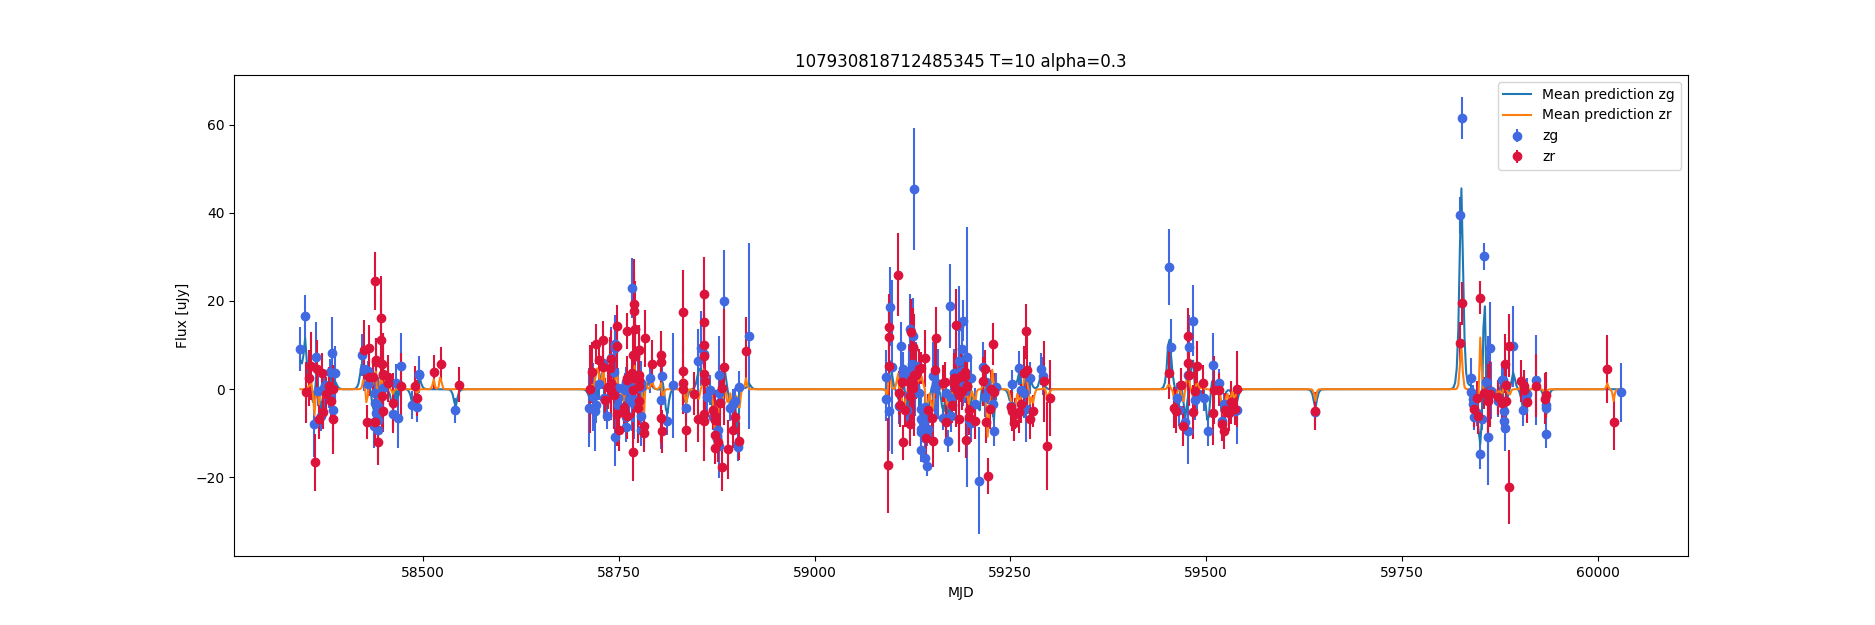 107930818712485345 T=10 alpha=0.3
Mean prediction zg
Mean prediction zr
zg
zr
Flux [uJy]
60
40
20
0
−20
58500 58750 59000 59250 59500 59750 60000
MJD